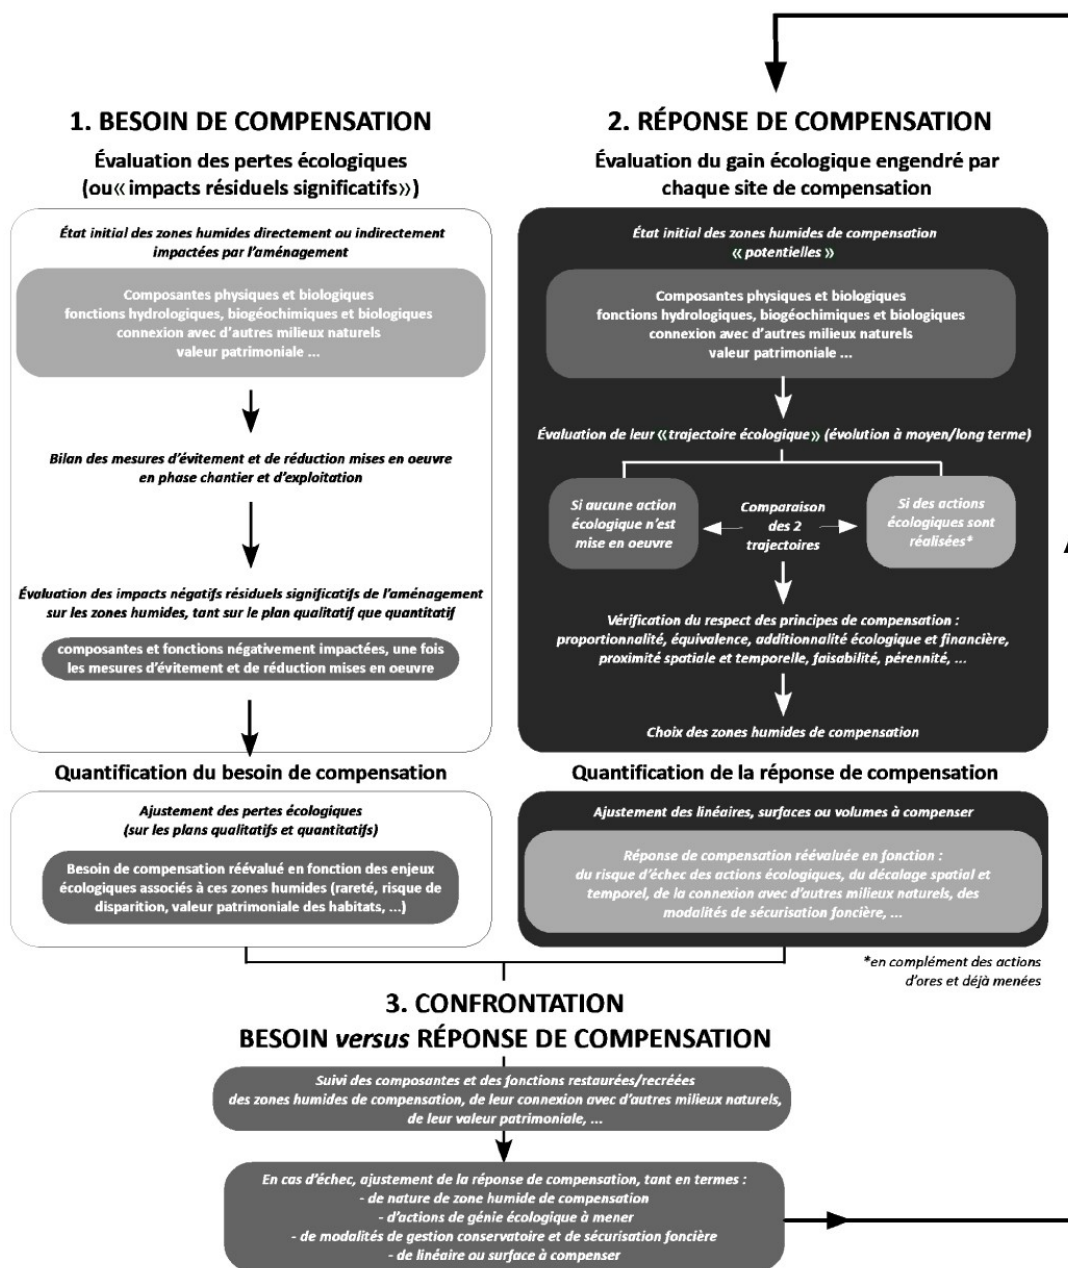 1. BESOIN DE COMPENSATION
Évaluation des pertes écologiques
(ou« impacts résiduels significatifs»)
État initial des zones humides directement ou indirectement
impactées par l'aménagement
Composantes physiques et biologiques
fonctions hydrologiques, biogéochimiques et biologiques
connexion avec d'autres milieux naturels
valeur patrimoniale ...
Bilan des mesures d'évitement et de réduction mises en oeuvre
en phase chantier et d'exploitation
Évaluation des impacts négatifs résiduels significatifs de l'aménagement
sur les zones humides, tant sur le plan qualitatif que quantitatif
composantes et fonctions négativement impactées, une fois
les mesures d'évitement et de réduction mises en oeuvre
Quantification du besoin de compensation
Ajustement des pertes écologiques
(sur les plans qualitatifs et quantitatifs)
Besoin de compensation réévalué en fonction des enjeux
écologiques associés à ces zones humides (rareté, risque de
disparition, valeur patrimoniale des habitats, ...)
2. RÉPONSE DE COMPENSATION
Évaluation du gain écologique engendré par
chaque site de compensation
État initial des zones humides de compensation
« potentielles »
Composantes physiques et biologiques
fonctions hydrologiques, biogéochimiques et biologiques
connexion avec d'autres milieux naturels
valeur patrimoniale ...
Évaluation de leur «trajectoire écologique» (évolution à moyen/long terme)
Si aucune action
écologique n'est
mise en oeuvre
Comparaison
des 2
trajectoires
Si des actions
écologiques sont
réalisées*
Vérification du respect des principes de compensation :
proportionnalité, équivalence, additionnalité écologique et financière,
proximité spatiale et temporelle, faisabilité, pérennité, ...
Choix des zones humides de compensation
Quantification de la réponse de compensation
Ajustement des linéaires, surfaces ou volumes à compenser
Réponse de compensation réévaluée en fonction :
du risque d'échec des actions écologiques, du décalage spatial et
temporel, de la connexion avec d'autres milieux naturels, des
modalités de sécurisation foncière, ...
*en complément des actions
d'ores et déjà menées
3. CONFRONTATION
BESOIN versus RÉPONSE DE COMPENSATION
Suivi des composantes et des fonctions restaurées/recréées
des zones humides de compensation, de leur connexion avec d'autres milieux naturels,
de leur valeur patrimoniale, ...
En cas d'échec, ajustement de la réponse de compensation, tant en termes :
- de nature de zone humide de compensation
- d'actions de génie écologique à mener
- de modalités de gestion conservatoire et de sécurisation foncière
- de linéaire ou surface à compenser